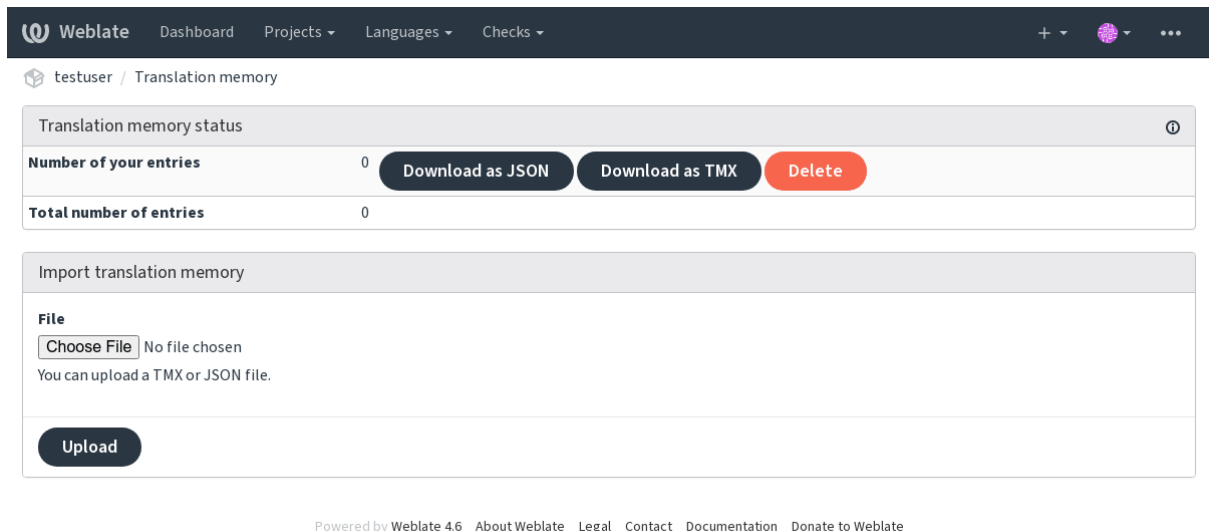 Weblate Dashboard Projects Languages Checks
testuser / Translation memory
Translation memory status
Number of your entries 0 Download as JSON Download as TMX Delete
Total number of entries 0
Import translation memory
File
Choose File No file chosen
You can upload a TMX or JSON file.
Upload
Powered by Weblate 4.6 About Weblate Legal Contact Documentation Donate to Weblate